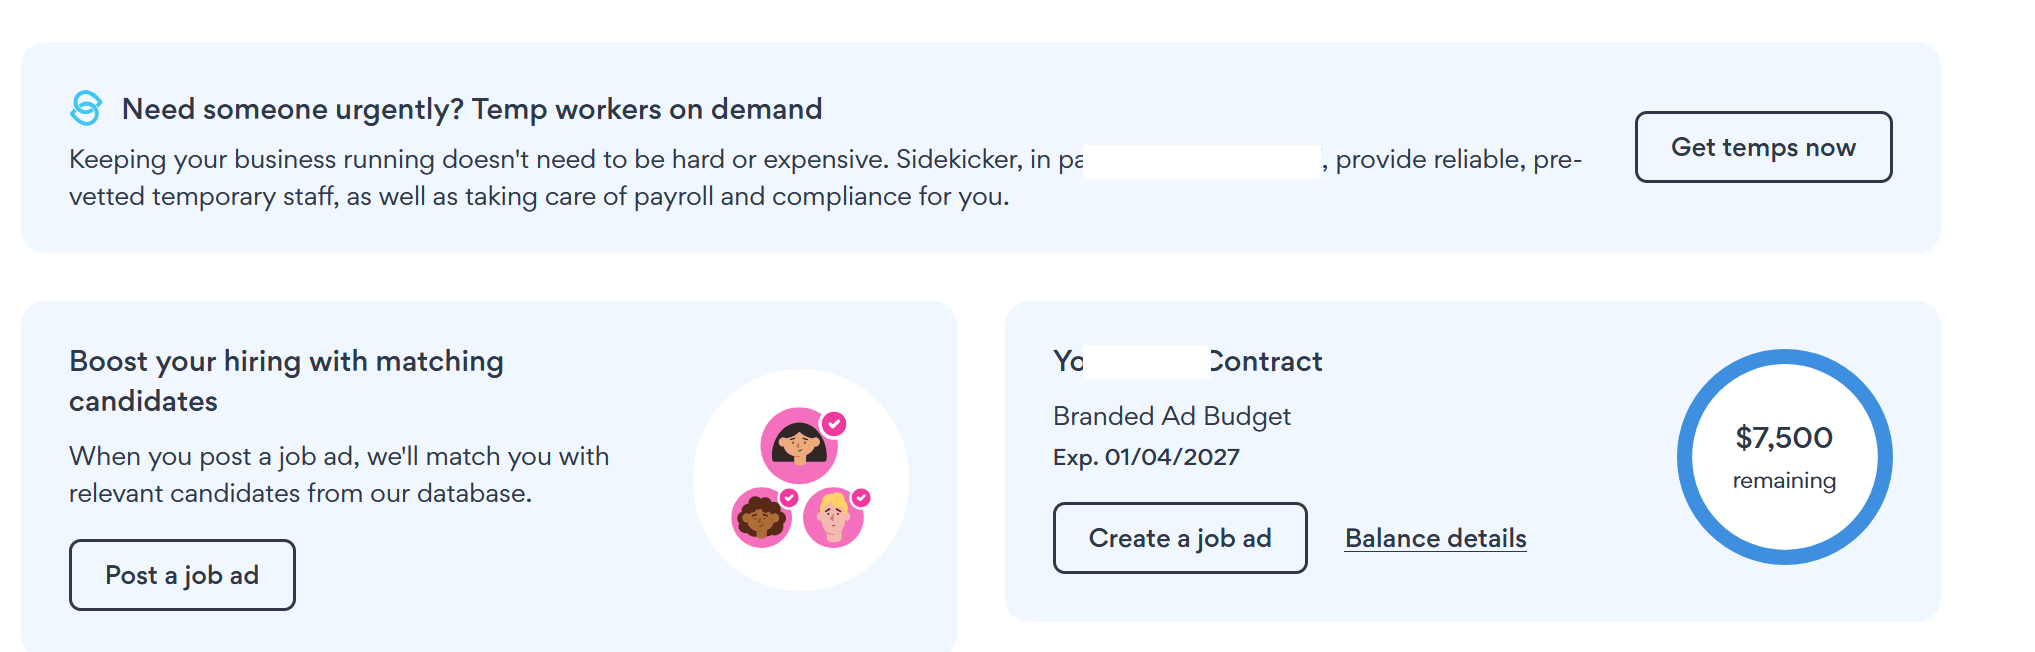 Need someone urgently? Temp workers on demand
Keeping your business running doesn't need to be hard or expensive. Sidekicker, in , provide reliable, pre-
vetted temporary staff, as well as taking care of payroll and compliance for you.
Get temps now
Boost your hiring with matching
candidates
When you post a job ad, we'll match you with
relevant candidates from our database.
Post a job ad
Contract
Branded Ad Budget
Exp. 01/04/2027
Create a job ad
Balance details
$7,500
remaining